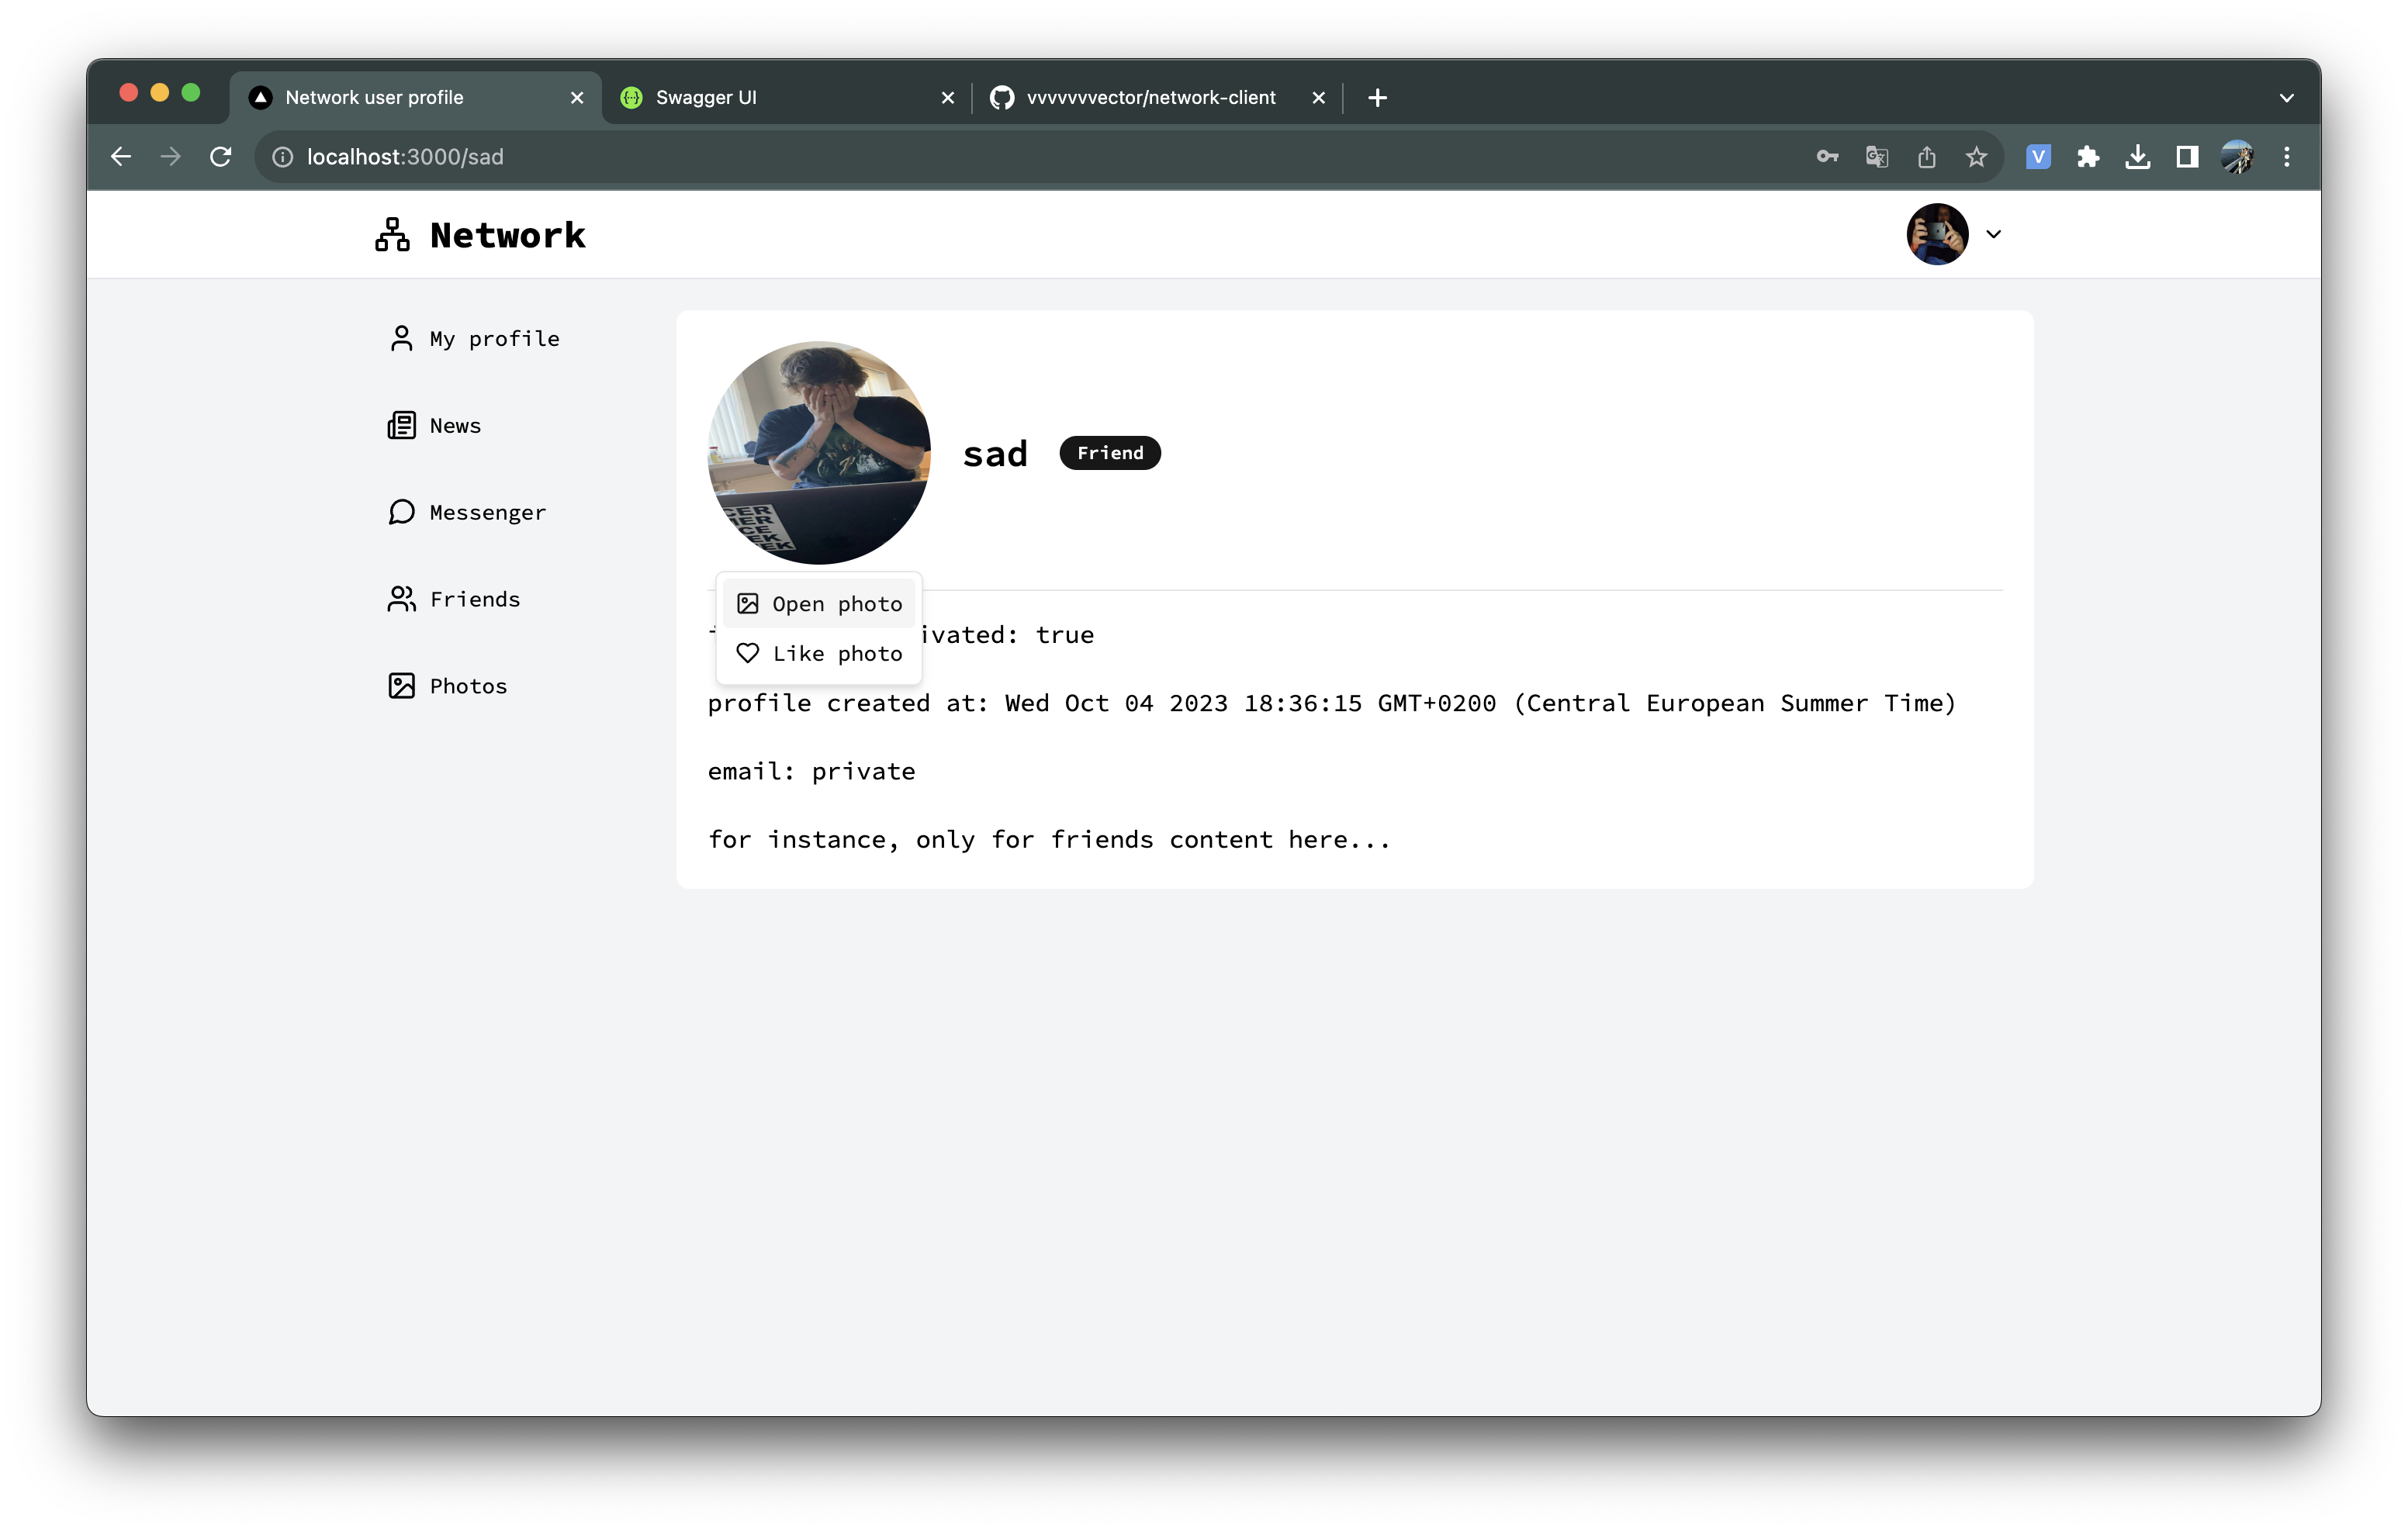 Network user profile
Swagger UI
vvvvvvvector/network-client
localhost:3000/sad
V
Network
My profile
News
Messenger
Friends
Photos
sad
Friend
Open photo
Like photo
ivated: true
profile created at: Wed Oct 04 2023 18:36:15 GMT+0200 (Central European Summer Time)
email: private
for instance, only for friends content here...